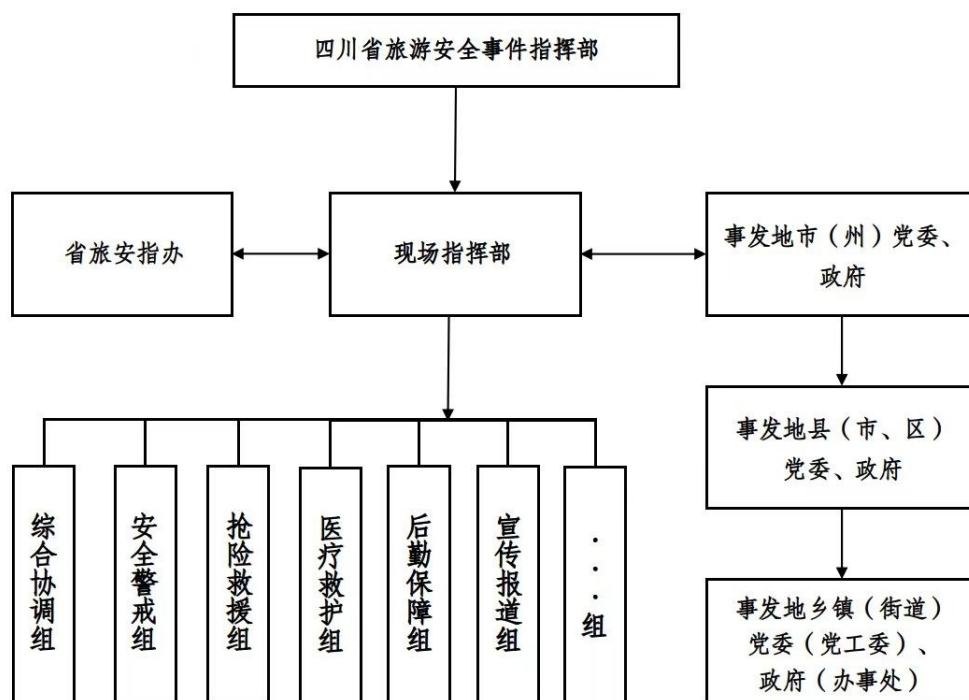 四川省旅游安全事件指挥部
省旅安指办
现场指挥部
事发地市（州）党委、
政府
事发地县（市、区）
党委、政府
综合协调组
安全警戒组
抢险救援组
医疗救护组
后勤保障组
宣传报道组
...组
事发地乡镇（街道）
党委（党工委）、
政府（办事处）